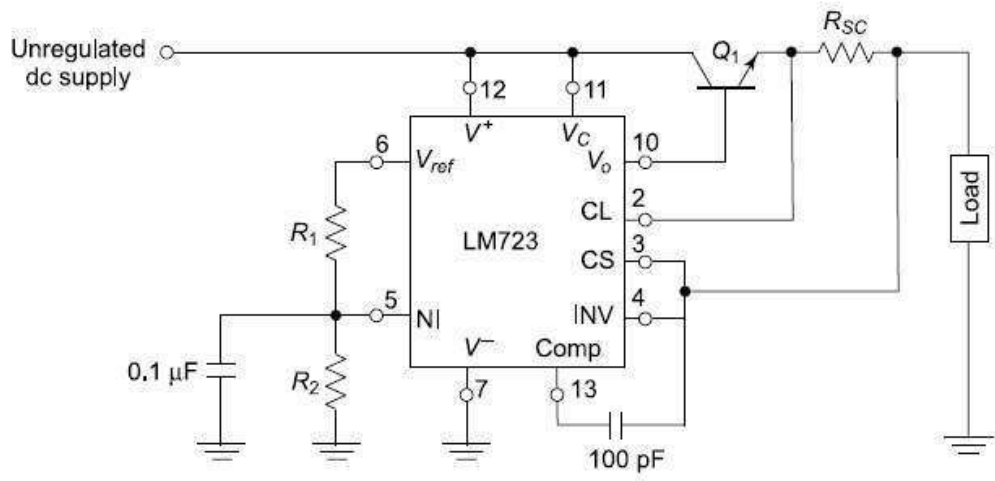 Unregulated
dc supply
Q1
RSC
12
11
V+
VC
6
Vref
10
Vo
2
CL
R1
LM723
3
CS
Load
5
NI
4
INV
V–
Comp
0.1 μF
R2
7
13
100 pF